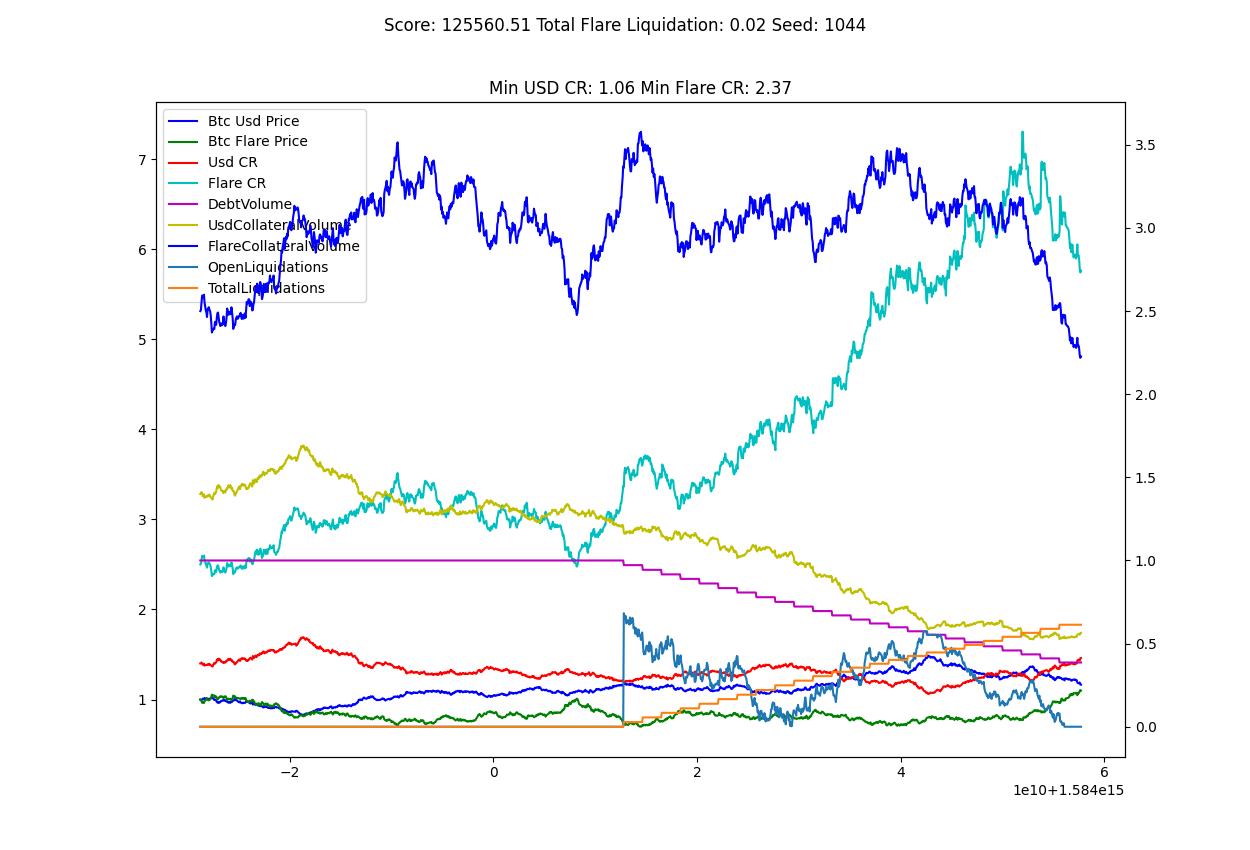 Score: 125560.51 Total Flare Liquidation: 0.02 Seed: 1044
Min USD CR: 1.06 Min Flare CR: 2.37
Btc Usd Price
Btc Flare Price
Usd CR
Flare CR
DebtVolume
UsdCollateralVolume
FlareCollateralVolume
OpenLiquidations
TotalLiquidations
7
6
5
4
3
2
1
3.5
3.0
2.5
2.0
1.5
1.0
0.5
0.0
−2
0
2
4
6
1e10+1.584e15